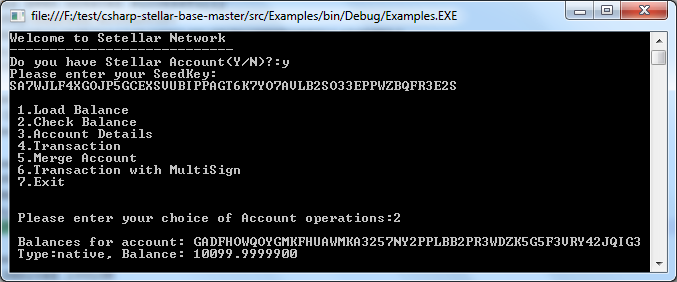 file:///F:/test/csharp-stellar-base-master/src/Examples/bin/Debug/Examples.EXE
Welcome to Setellar Network
----------------------------
Do you have Stellar Account(Y/N)?:y
Please enter your SeedKey:
SA7WJLF4XGOJP5GCEXSVVBIPPAGT6K7YO7AVLB2SO33EPPWZBQFR3E2S
1.Load Balance
2.Check Balance
3.Account Details
4.Transaction
5.Merge Account
6.Transaction with MultiSign
7.Exit
Please enter your choice of Account operations:2
Balances for account: GADFHOWQOYGMKFHUAWMKA3257NY2PPLBB2PR3WDZK5G5F3VRY42JQIG3
Type:native, Balance: 10099.9999900